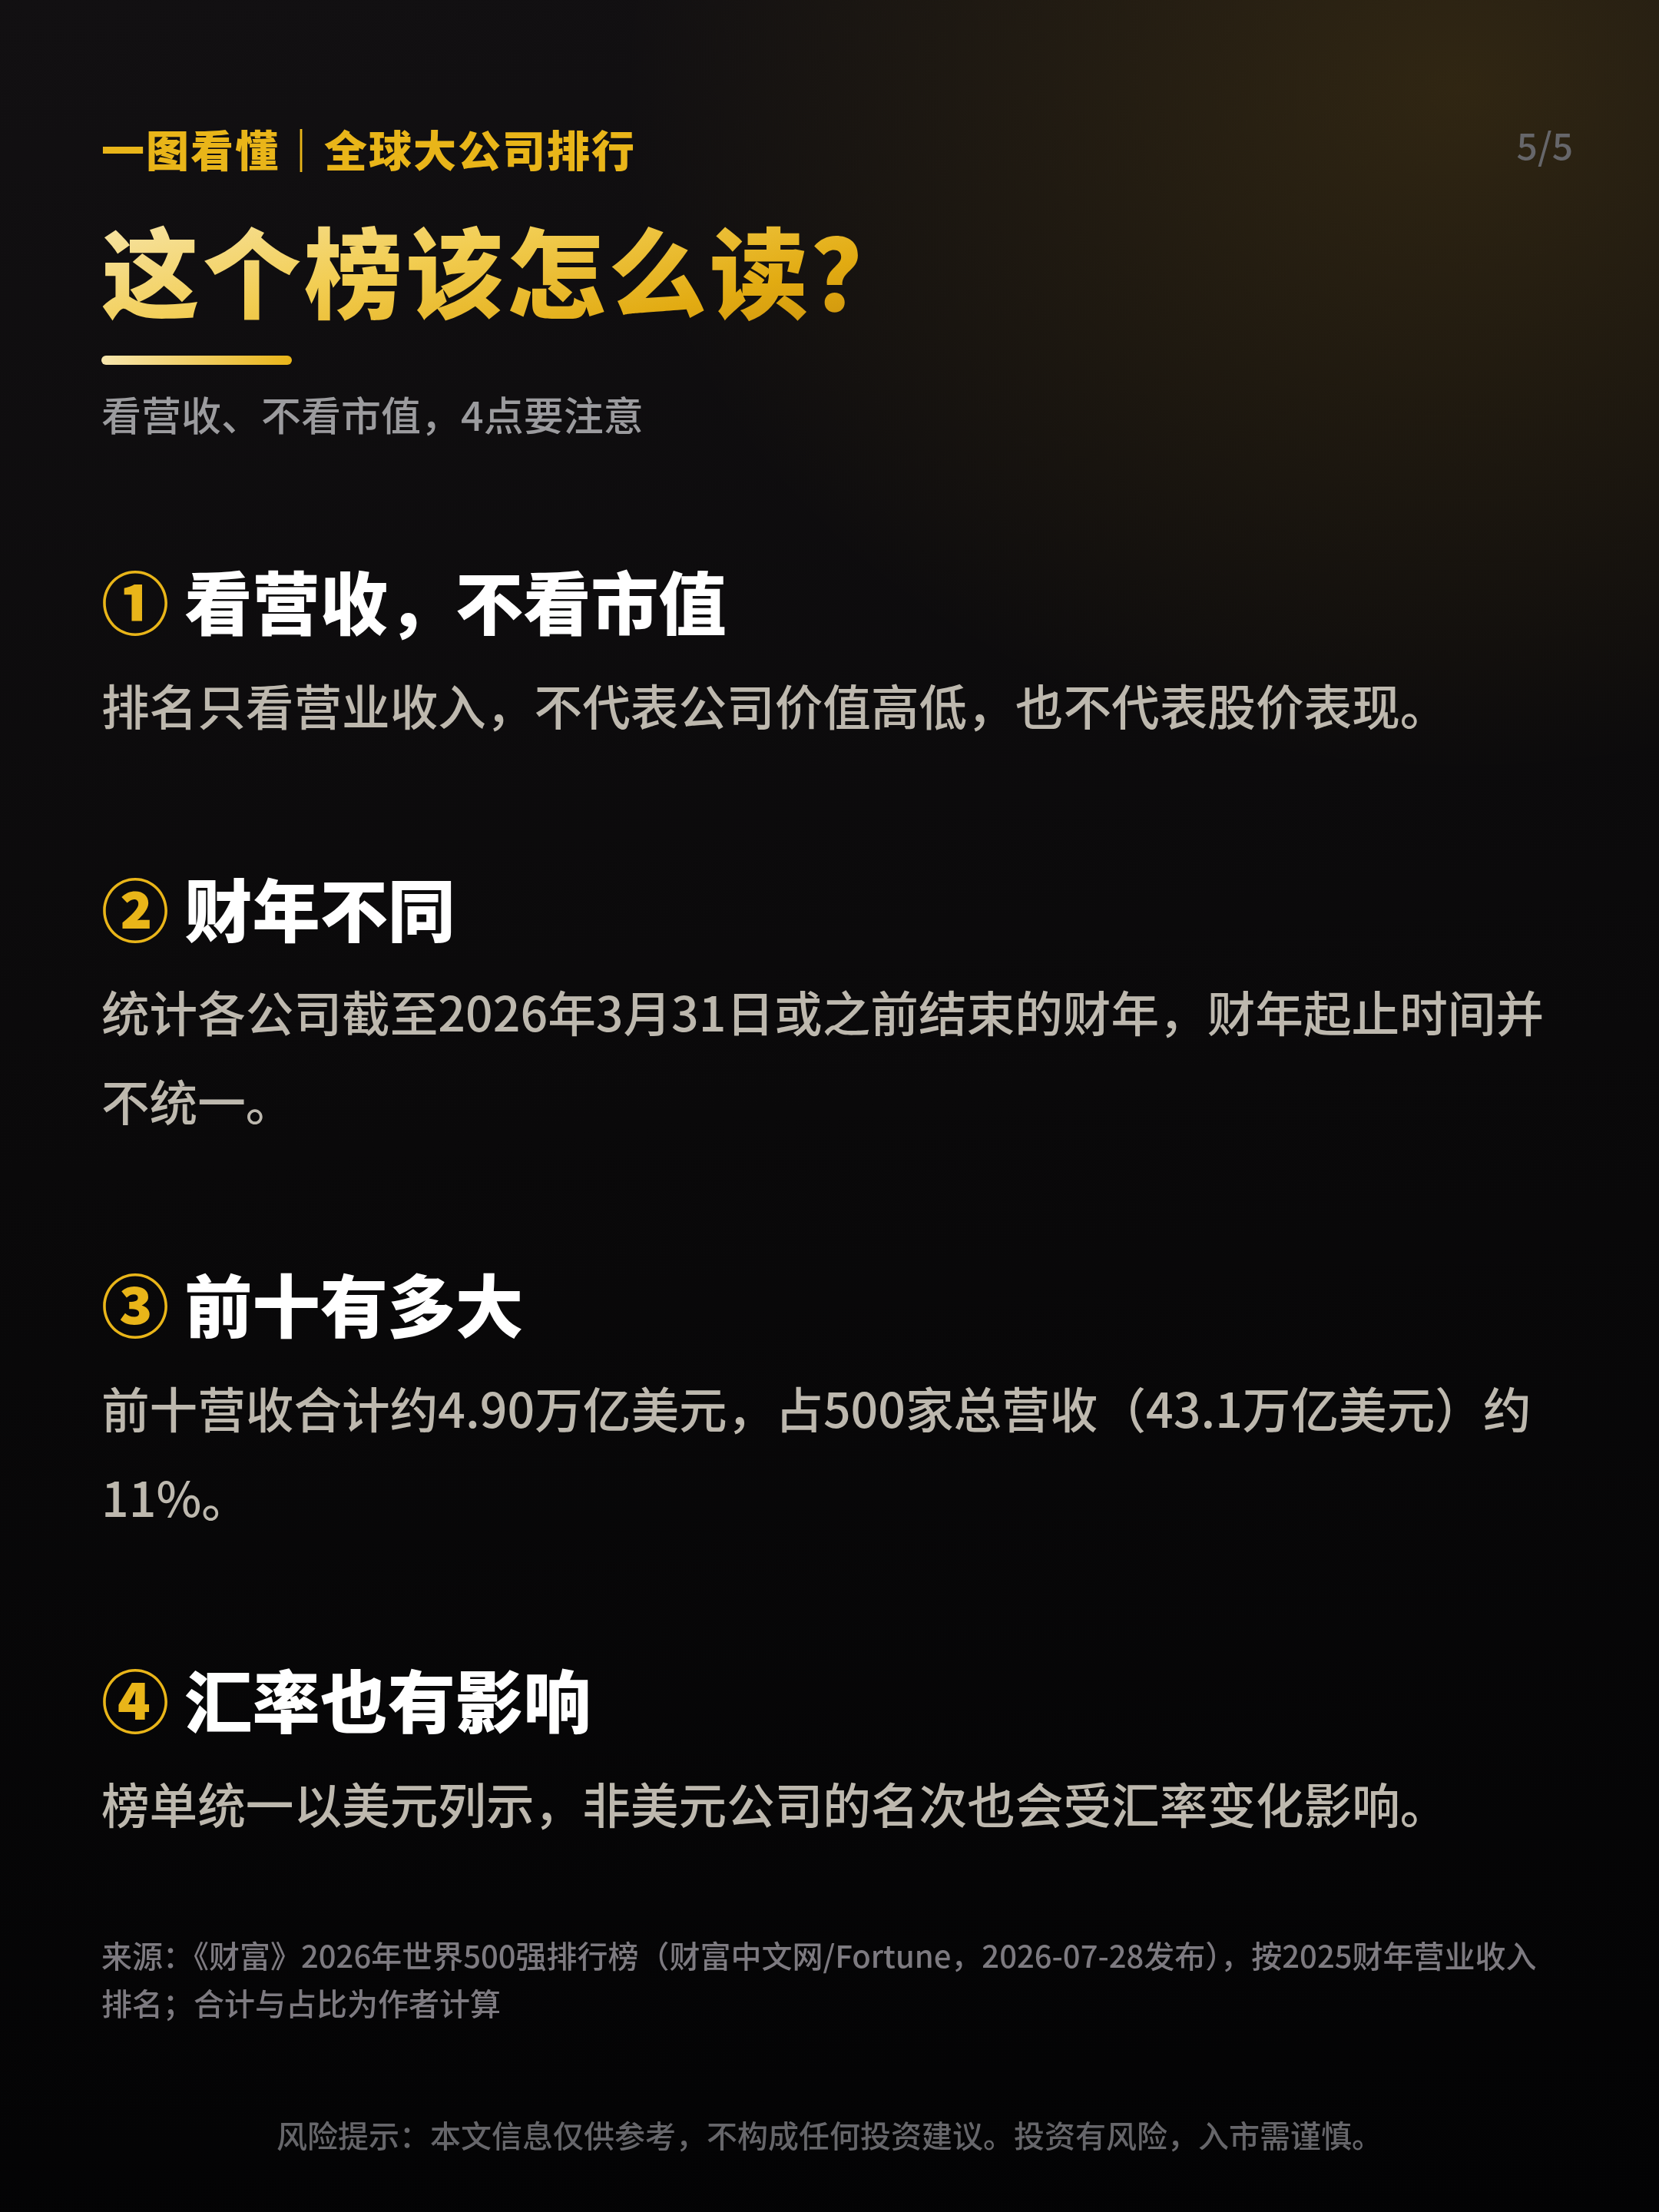 一图看懂｜全球大公司排行
5/5
这个榜该怎么读？
看营收、不看市值，4点要注意
① 看营收，不看市值
排名只看营业收入，不代表公司价值高低，也不代表股价表现。
② 财年不同
统计各公司截至2026年3月31日或之前结束的财年，财年起止时间并
不统一。
③ 前十有多大
前十营收合计约4.90万亿美元，占500家总营收（43.1万亿美元）约
11%。
④ 汇率也有影响
榜单统一以美元列示，非美元公司的名次也会受汇率变化影响。
来源：《财富》2026年世界500强排行榜（财富中文网/Fortune，2026-07-28发布），按2025财年营业收入
排名；合计与占比为作者计算
风险提示：本文信息仅供参考，不构成任何投资建议。投资有风险，入市需谨慎。